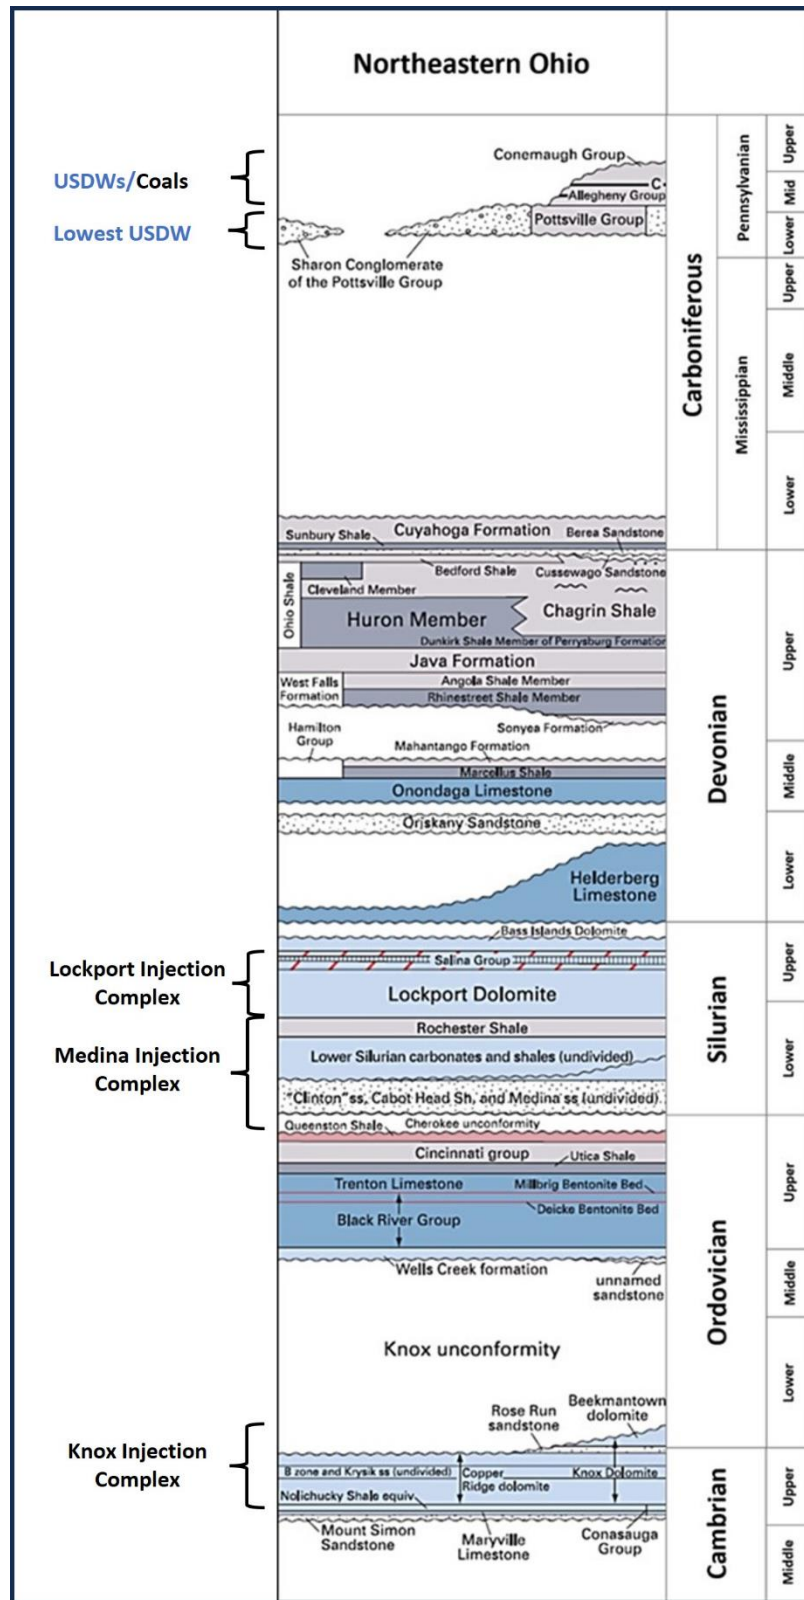 Northeastern Ohio
Conemaugh Group
USDWs/Coals
C
Allegheny Group
Lowest USDW
Pottsville Group
Sharon Conglomerate
of the Pottsville Group
Carboniferous
Pennsylvanian
Upper
Mid
Lower
Mississippian
Upper
Middle
Lower
Cuyahoga Formation
Sunbury Shale
Berea Sandstone
Bedford Shale
Cussewago Sandstone
Ohio Shale
Cleveland Member
Huron Member
Chagrin Shale
Dunkirk Shale Member of Perrysburg Formation
Java Formation
West Falls
Formation
Angola Shale Member
Rhinestreet Shale Member
Sonyea Formation
Hamilton
Group
Mahantango Formation
Marcellus Shale
Onondaga Limestone
Oriskany Sandstone
Helderberg
Limestone
Devonian
Upper
Middle
Lower
Bass Islands Dolomite
Salina Group
Lockport Injection
Complex
Lockport Dolomite
Rochester Shale
Medina Injection
Complex
Lower Silurian carbonates and shales (undivided)
"Clinton" ss, Cabot Head Sh, and Medina ss (undivided)
Silurian
Upper
Lower
Queenston Shale
Cherokee unconformity
Cincinnati group
Utica Shale
Trenton Limestone
Millbrig Bentonite Bed
Deicke Bentonite Bed
Black River Group
Wells Creek formation
unnamed
sandstone
Knox unconformity
Ordovician
Upper
Middle
Lower
Beekmantown
dolomite
Rose Run
sandstone
Knox Injection
Complex
B zone and Krysik ss (undivided)
Copper
Ridge dolomite
Knox Dolomite
Nolichucky Shale equiv
Mount Simon
Sandstone
Maryville
Limestone
Conasauga
Group
Cambrian
Upper
Middle